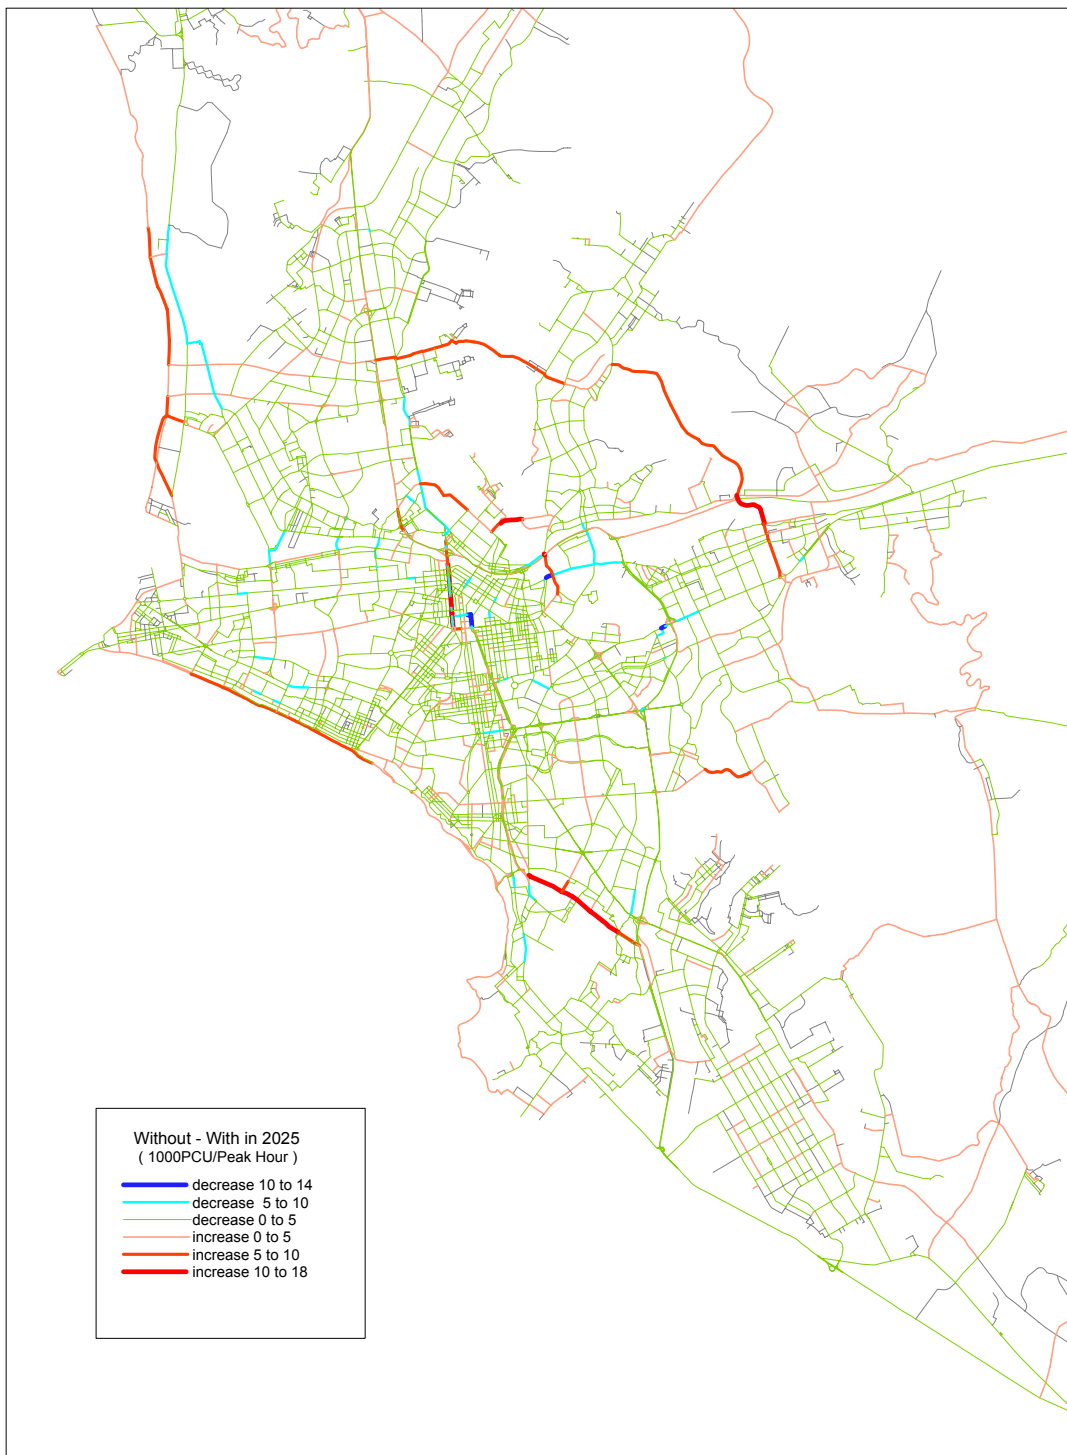 Without - With in 2025
( 1000PCU/Peak Hour )
decrease 10 to 14
decrease 5 to 10
decrease 0 to 5
increase 0 to 5
increase 5 to 10
increase 10 to 18